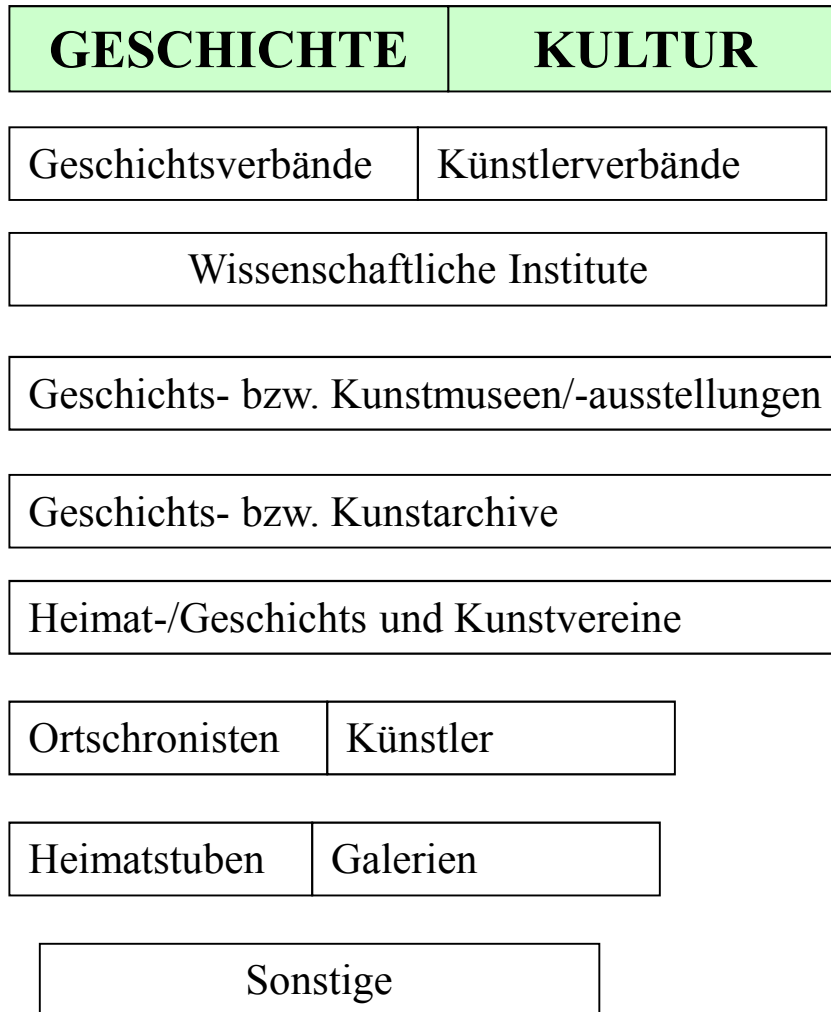 GESCHICHTE KULTUR
Geschichtsverbände Künstlerverbände
Wissenschaftliche Institute
Geschichts- bzw. Kunstmuseen/-ausstellungen
Geschichts- bzw. Kunstarchive
Heimat-/Geschichts und Kunstvereine
Ortschronisten Künstler
Heimatstuben Galerien
Sonstige